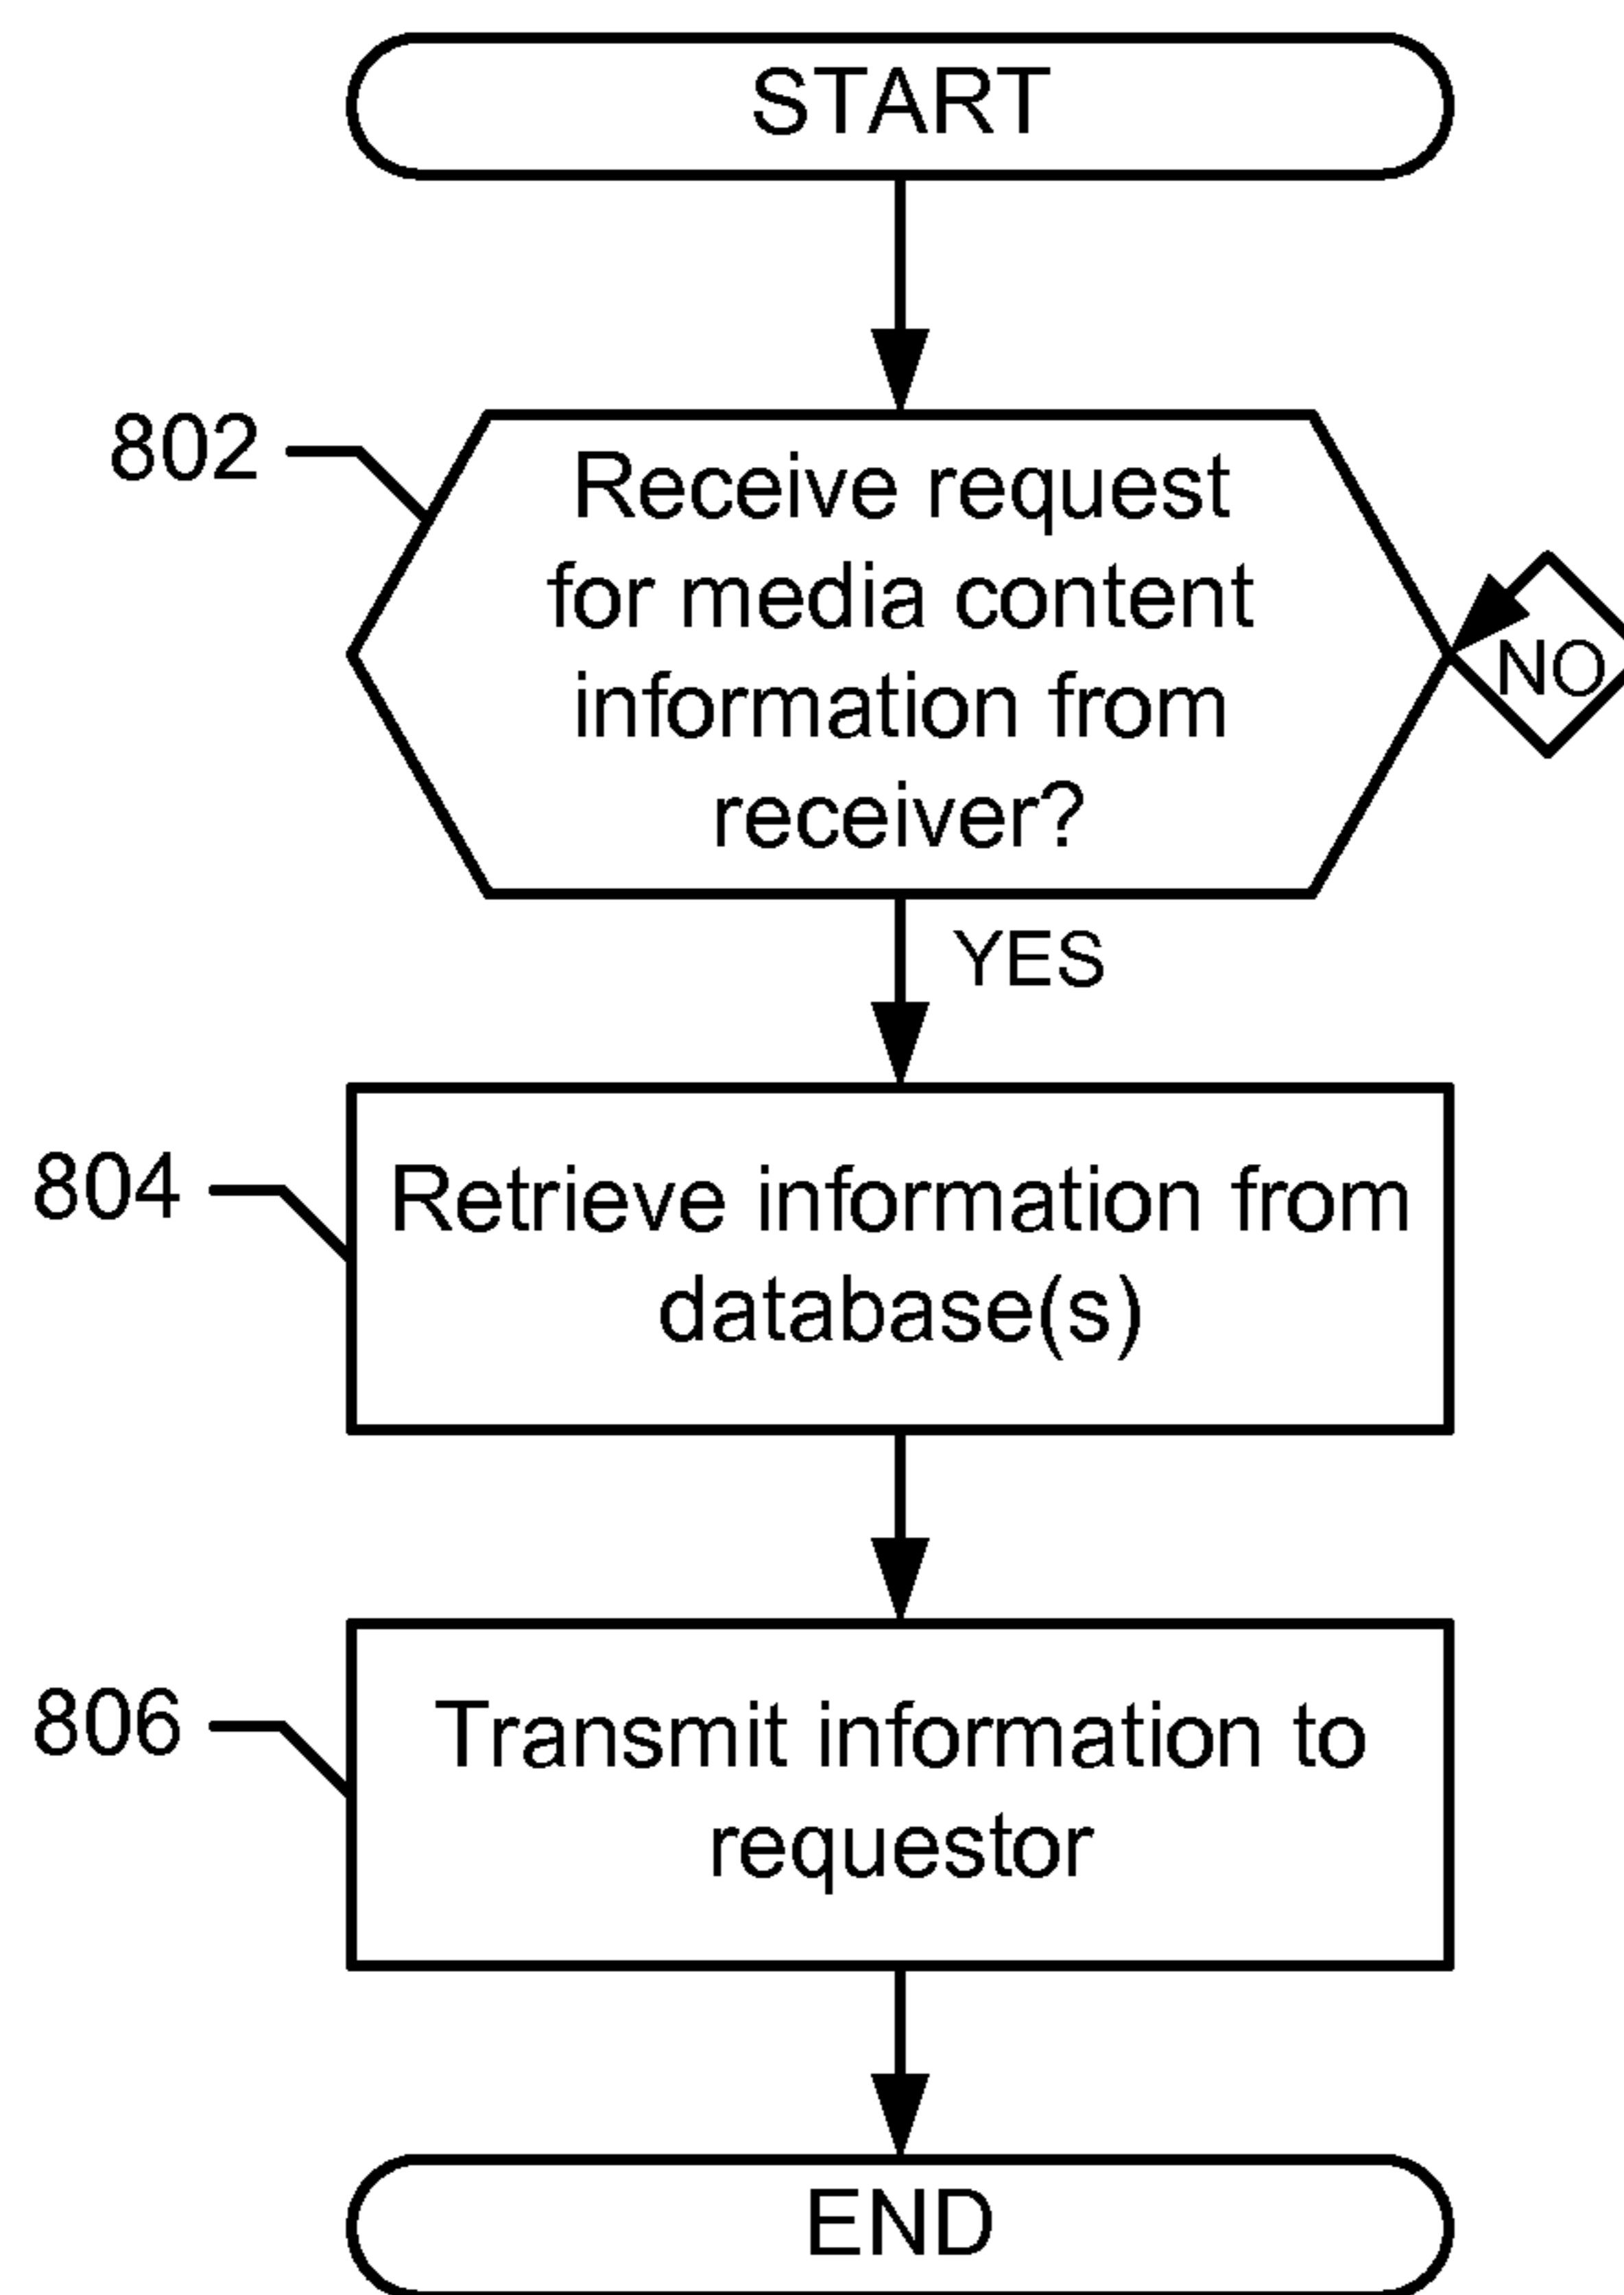 START
802
Receive request
for media content
information from
receiver?
NO
YES
804
Retrieve information from
database(s)
806
Transmit information to
requestor
END